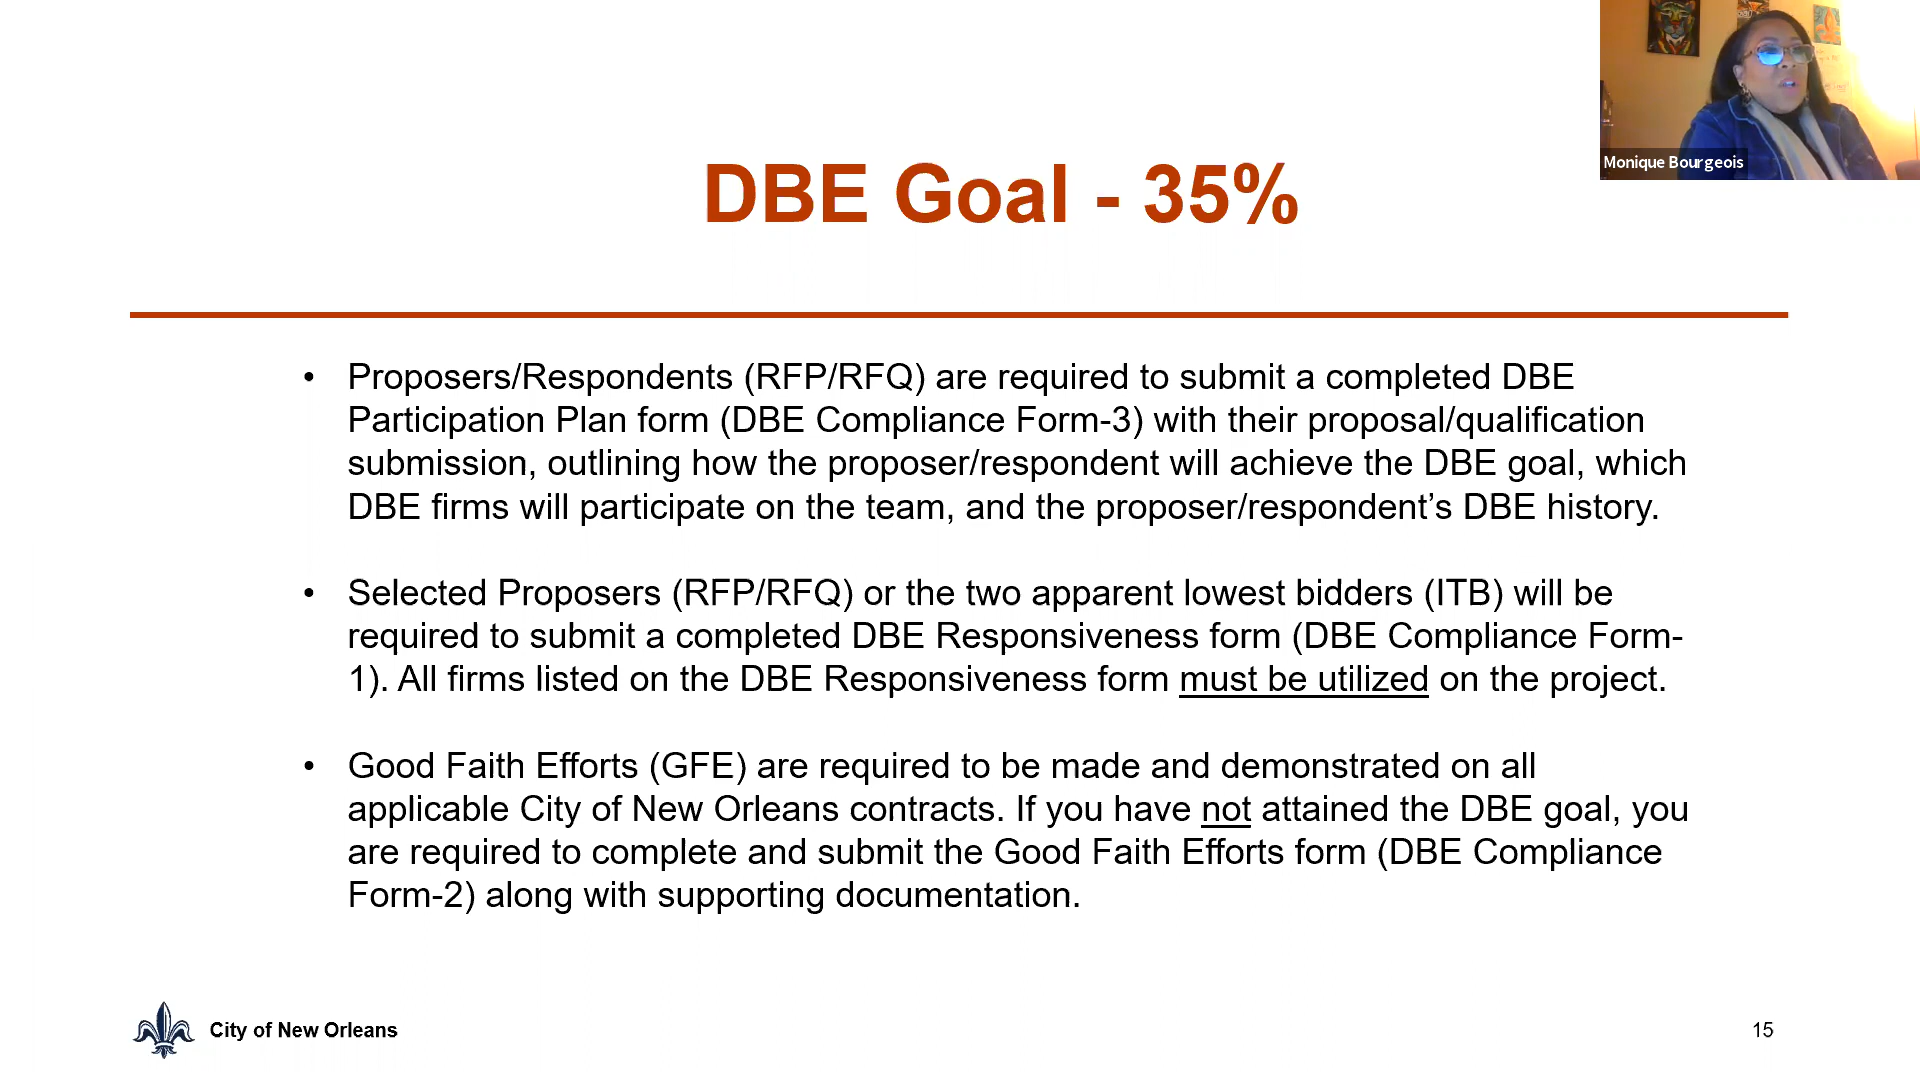 Monique Bourgeois
DBE Goal - 35%
• Proposers/Respondents (RFP/RFQ) are required to submit a completed DBE
Participation Plan form (DBE Compliance Form-3) with their proposal/qualification
submission, outlining how the proposer/respondent will achieve the DBE goal, which
DBE firms will participate on the team, and the proposer/respondent’s DBE history.
• Selected Proposers (RFP/RFQ) or the two apparent lowest bidders (ITB) will be
required to submit a completed DBE Responsiveness form (DBE Compliance Form-
1). All firms listed on the DBE Responsiveness form must be utilized on the project.
• Good Faith Efforts (GFE) are required to be made and demonstrated on all
applicable City of New Orleans contracts. If you have not attained the DBE goal, you
are required to complete and submit the Good Faith Efforts form (DBE Compliance
Form-2) along with supporting documentation.
City of New Orleans
15